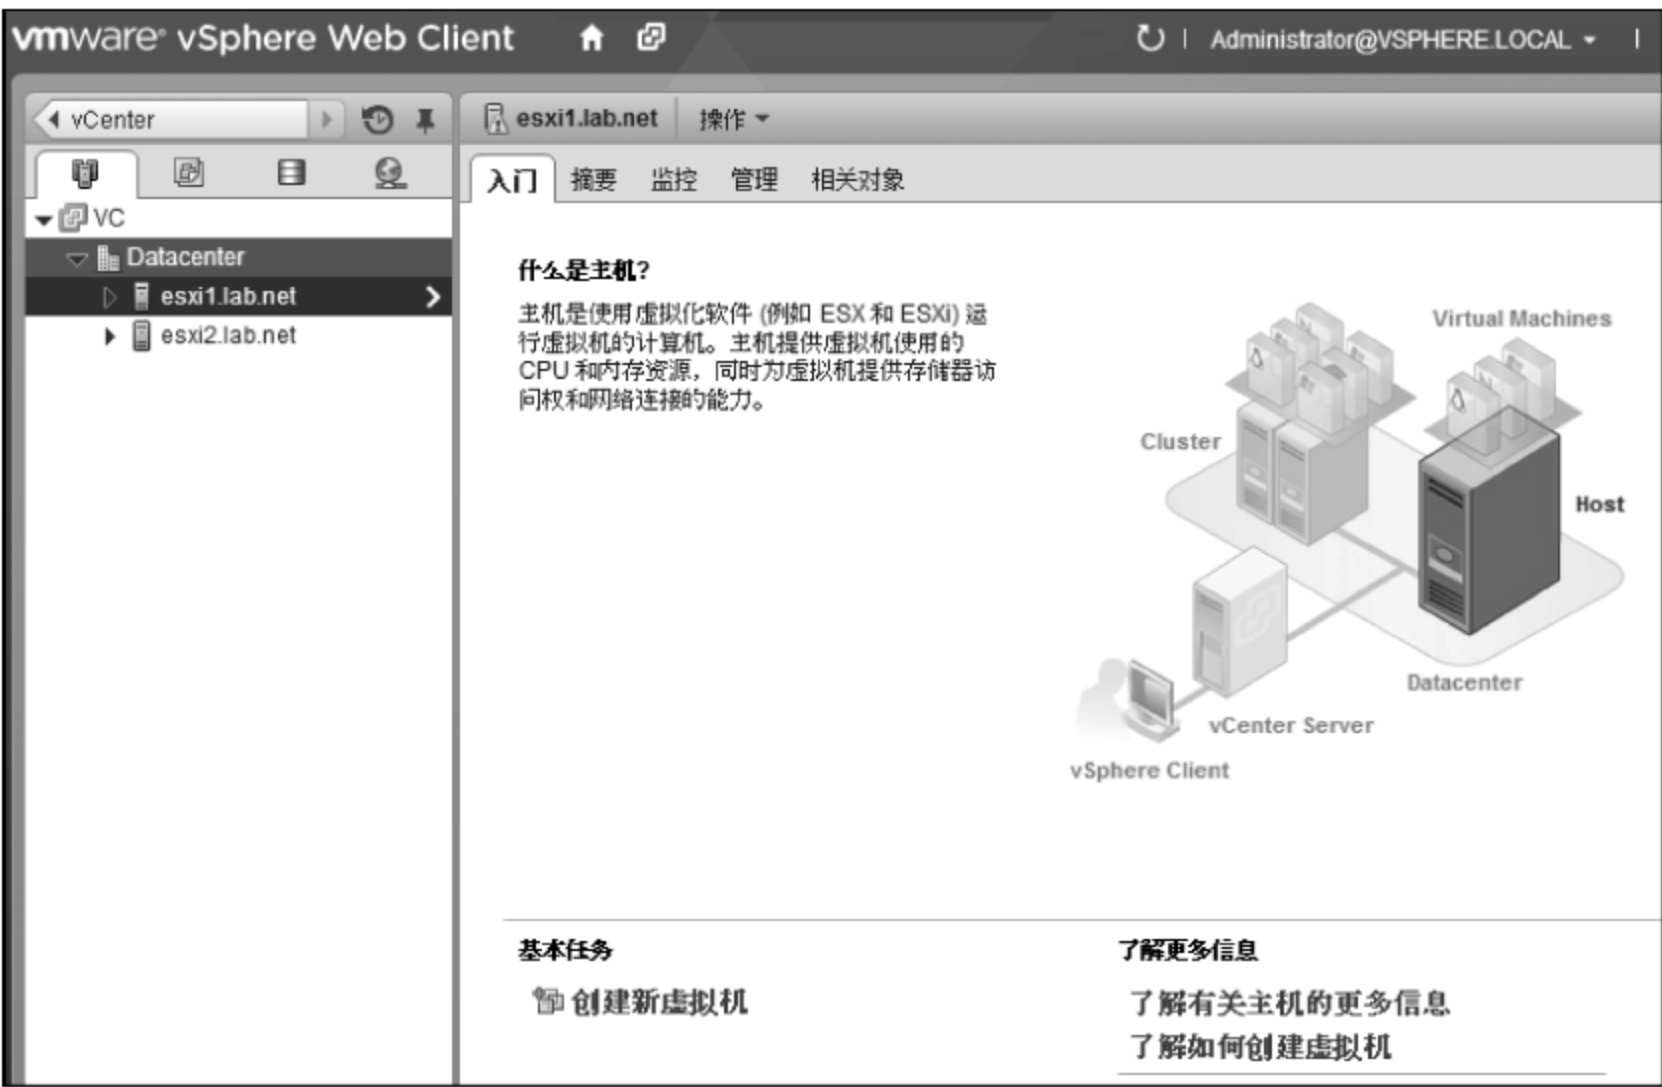 vmware® vSphere Web Client
Administrator@VSPHERE.LOCAL
vCenter
VC
Datacenter
esxi1.lab.net
esxi2.lab.net
esxi1.lab.net 操作
入门 摘要 监控 管理 相关对象
什么是主机?
主机是使用虚拟化软件 (例如 ESX 和 ESXi) 运
行虚拟机的计算机。主机提供虚拟机使用的
CPU 和内存资源，同时为虚拟机提供存储器访
问权和网络连接的能力。
Virtual Machines
Cluster
Host
Datacenter
vCenter Server
vSphere Client
基本任务
创建新虚拟机
了解更多信息
了解有关主机的更多信息
了解如何创建虚拟机